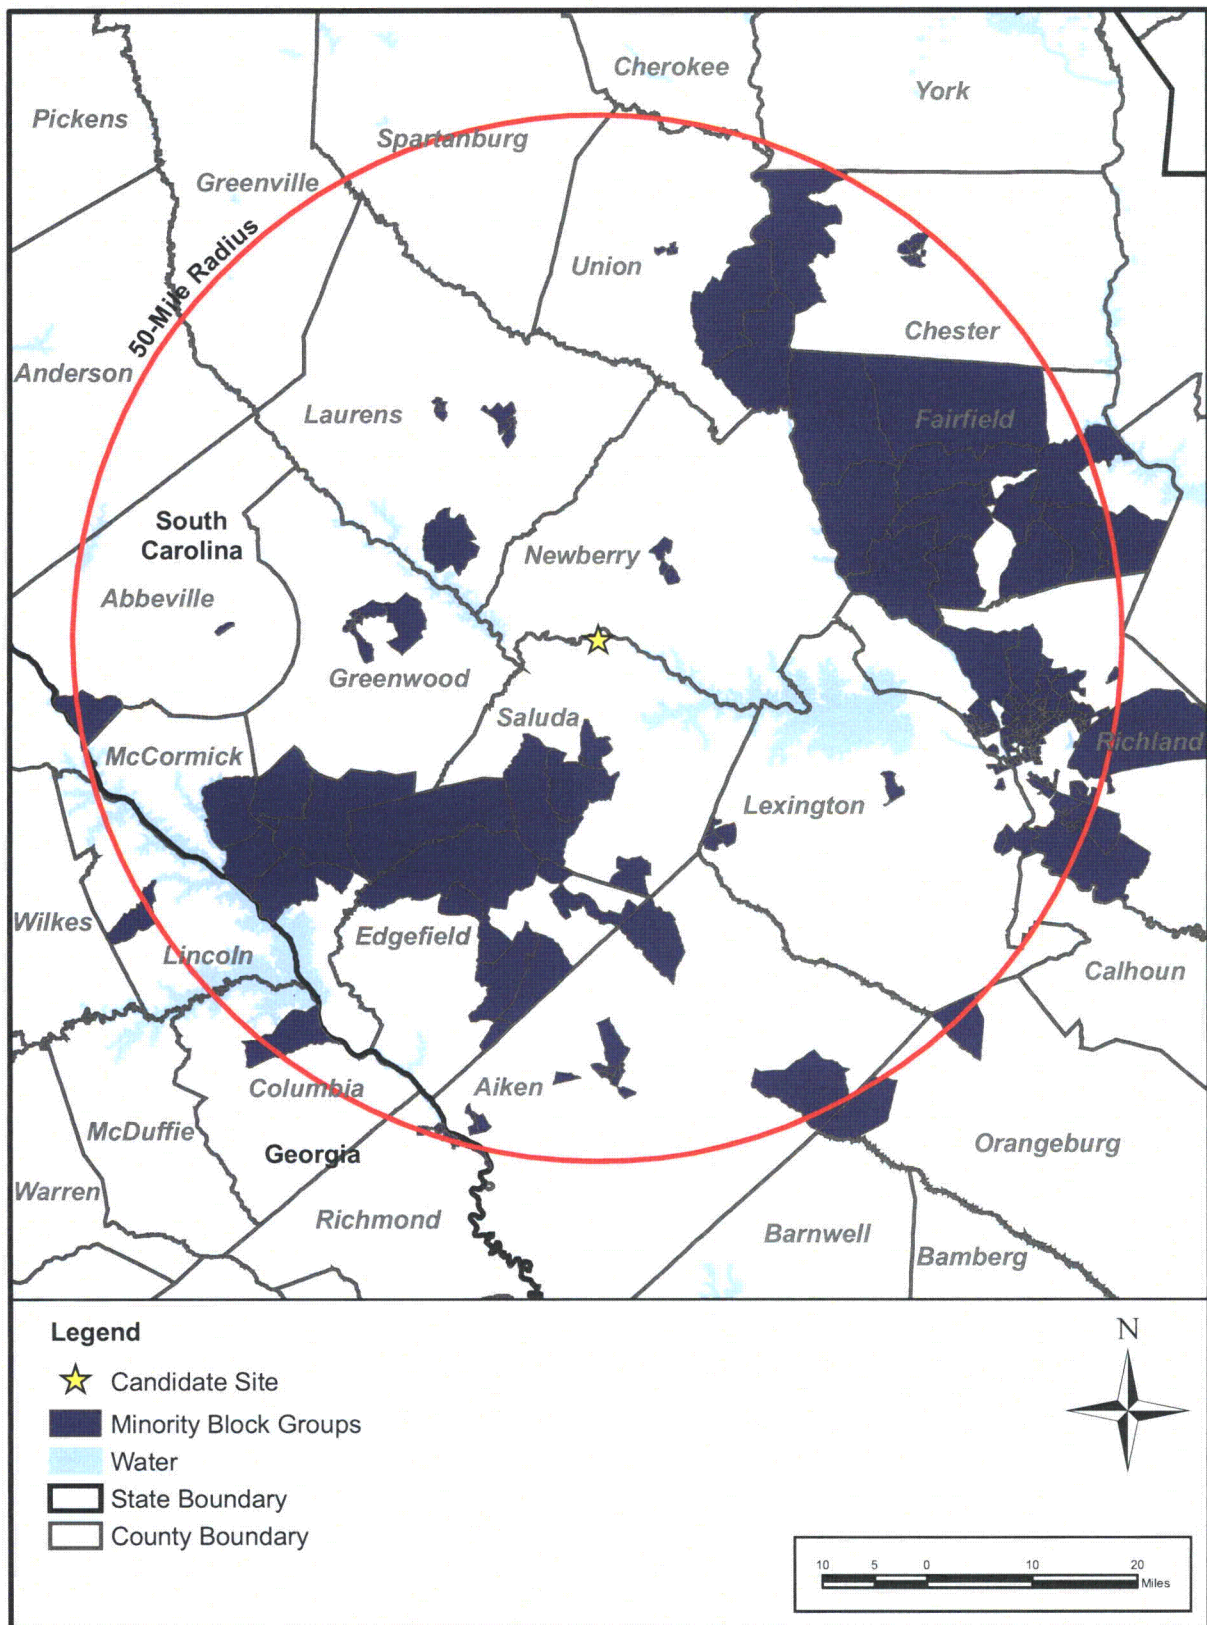 Cherokee
York
Pickens
Spartanburg
Greenville
50-Mile Radius
Union
Chester
Anderson
Laurens
Fairfield
South
Carolina
Newberry
Abbeville
Greenwood
Saluda
McCormick
Richland
Lexington
Wilkes
Edgefield
Lincoln
Calhoun
Columbia
Aiken
McDuffie
Georgia
Orangeburg
Warren
Richmond
Barnwell
Bamberg
Legend
Candidate Site
Minority Block Groups
Water
State Boundary
County Boundary
N
10 5 0 10 20
Miles